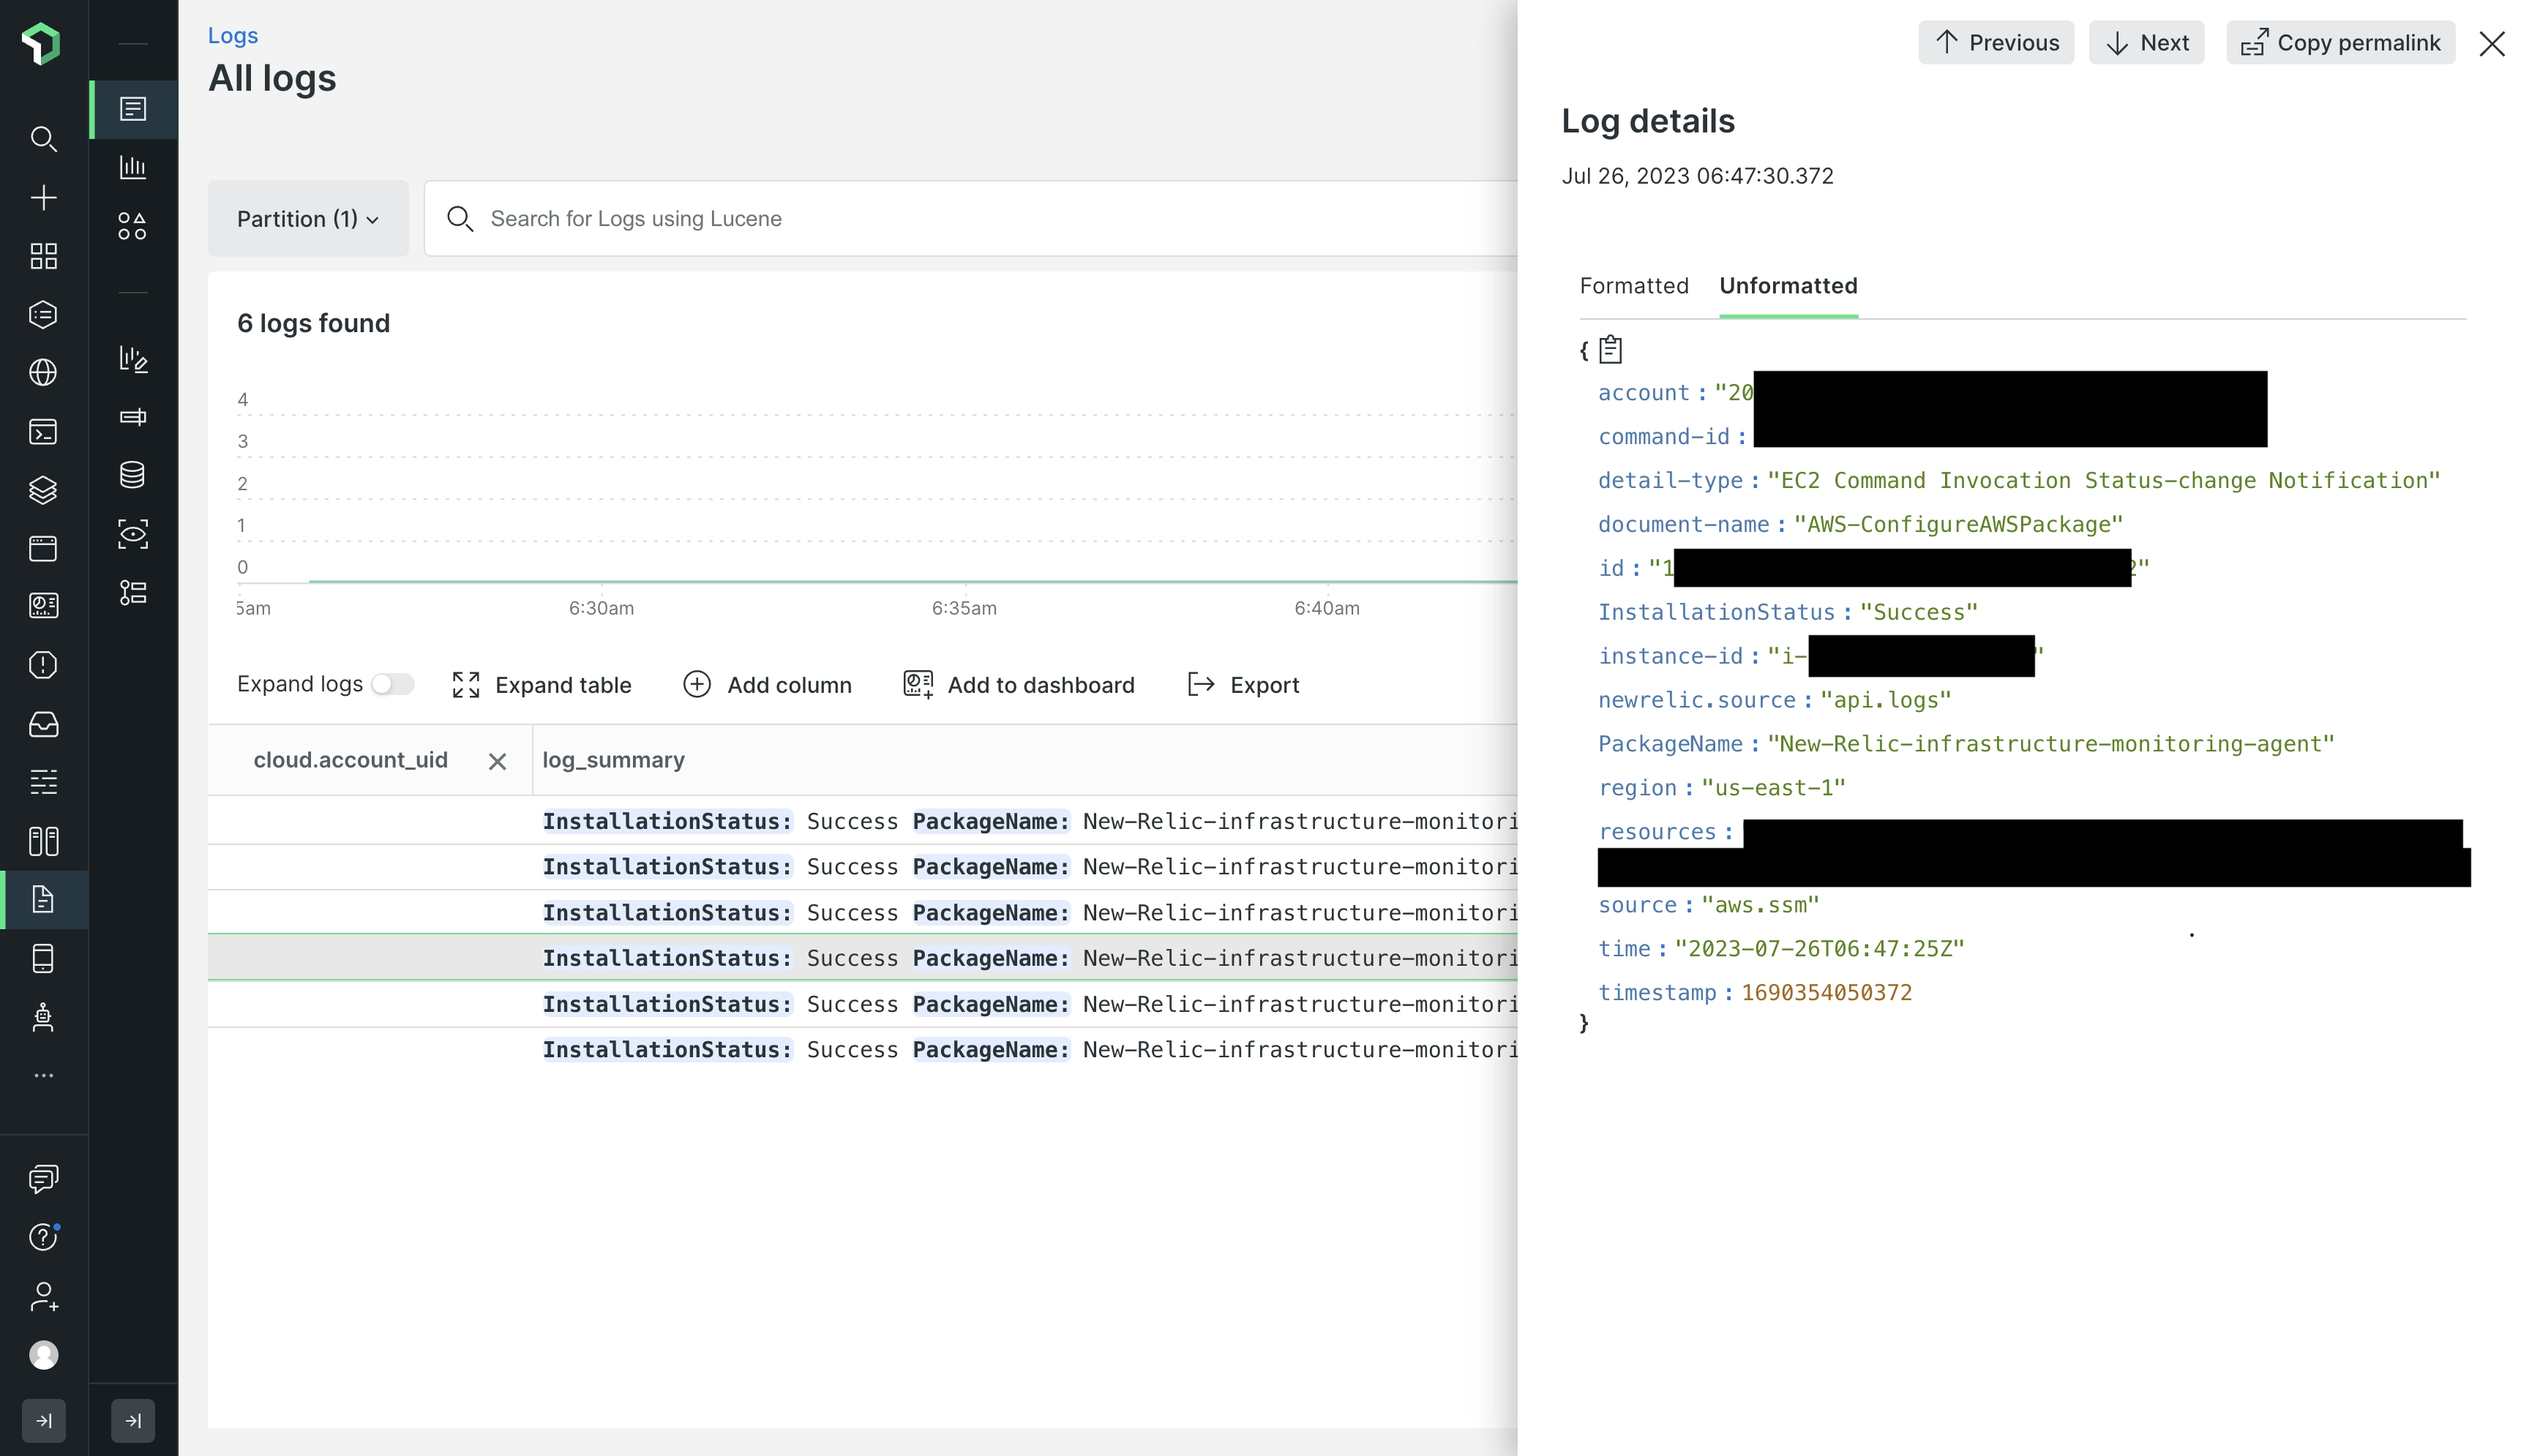 Logs
All logs
Partition (1)
Search for Logs using Lucene
6 logs found
4
3
2
1
0
5am 6:30am 6:35am 6:40am
Expand logs Expand table Add column Add to dashboard Export
cloud.account_uid log_summary
InstallationStatus: Success PackageName: New-Relic-infrastructure-monitori
InstallationStatus: Success PackageName: New-Relic-infrastructure-monitori
InstallationStatus: Success PackageName: New-Relic-infrastructure-monitori
InstallationStatus: Success PackageName: New-Relic-infrastructure-monitori
InstallationStatus: Success PackageName: New-Relic-infrastructure-monitori
InstallationStatus: Success PackageName: New-Relic-infrastructure-monitori
Previous Next Copy permalink
Log details
Jul 26, 2023 06:47:30.372
Formatted Unformatted
{
account: "20
command-id:
detail-type: "EC2 Command Invocation Status-change Notification"
document-name: "AWS-ConfigureAWSPackage"
id: "1 2"
InstallationStatus: "Success"
instance-id: "i- "
newrelic.source: "api.logs"
PackageName: "New-Relic-infrastructure-monitoring-agent"
region: "us-east-1"
resources:
source: "aws.ssm"
time: "2023-07-26T06:47:25Z"
timestamp: 1690354050372
}